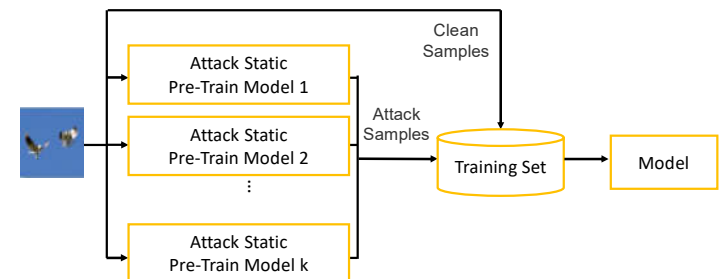 Clean
Samples
Attack Static
Pre-Train Model 1
Attack
Samples
Attack Static
Pre-Train Model 2
...
Training Set
Model
Attack Static
Pre-Train Model k